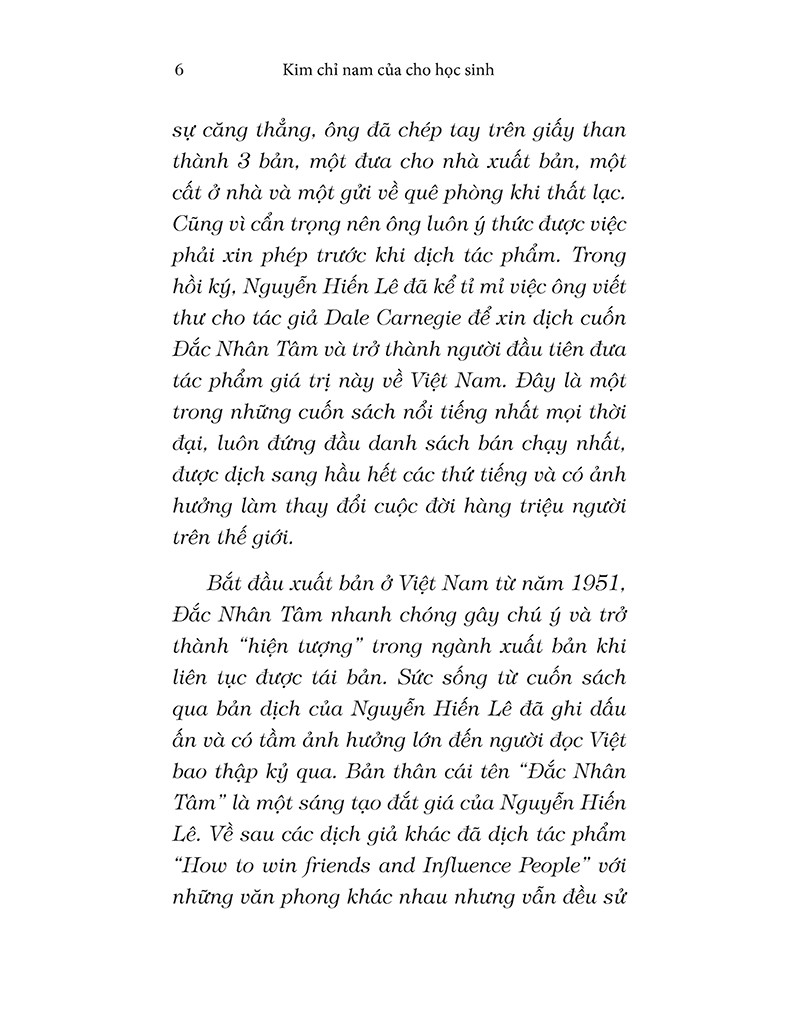 6 Kim chỉ nam của cho học sinh
sự căng thẳng, ông đã chép tay trên giấy than
thành 3 bản, một đưa cho nhà xuất bản, một
cất ở nhà và một gửi về quê phòng khi thất lạc.
Cũng vì cẩn trọng nên ông luôn ý thức được việc
phải xin phép trước khi dịch tác phẩm. Trong
hồi ký, Nguyễn Hiến Lê đã kể tỉ mỉ việc ông viết
thư cho tác giả Dale Carnegie để xin dịch cuốn
Đắc Nhân Tâm và trở thành người đầu tiên đưa
tác phẩm giá trị này về Việt Nam. Đây là một
trong những cuốn sách nổi tiếng nhất mọi thời
đại, luôn đứng đầu danh sách bán chạy nhất,
được dịch sang hầu hết các thứ tiếng và có ảnh
hưởng làm thay đổi cuộc đời hàng triệu người
trên thế giới.
Bắt đầu xuất bản ở Việt Nam từ năm 1951,
Đắc Nhân Tâm nhanh chóng gây chú ý và trở
thành “hiện tượng” trong ngành xuất bản khi
liên tục được tái bản. Sức sống từ cuốn sách
qua bản dịch của Nguyễn Hiến Lê đã ghi dấu
ấn và có tầm ảnh hưởng lớn đến người đọc Việt
bao thập kỷ qua. Bản thân cái tên “Đắc Nhân
Tâm” là một sáng tạo đắt giá của Nguyễn Hiến
Lê. Về sau các dịch giả khác đã dịch tác phẩm
“How to win friends and Influence People” với
những văn phong khác nhau nhưng vẫn đều sử